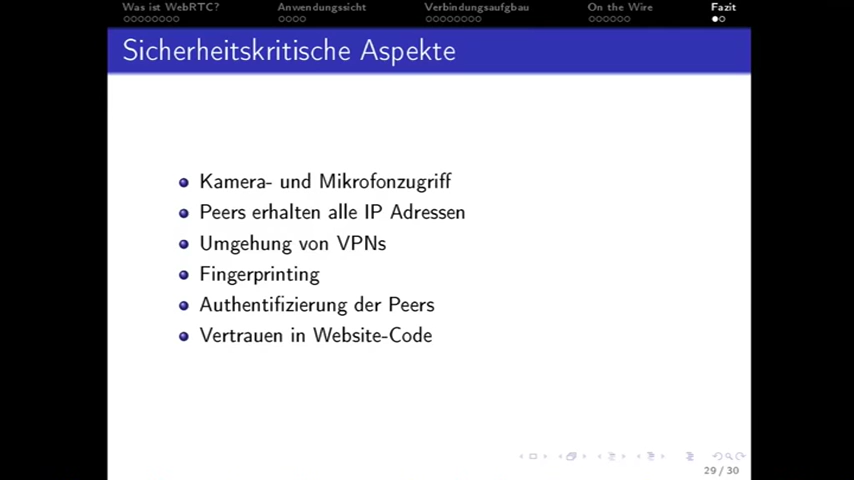 Was ist WebRTC? Anwendungssicht Verbindungsaufgbau On the Wire Fazit
Sicherheitskritische Aspekte
Kamera- und Mikrofonzugriff
Peers erhalten alle IP Adressen
Umgehung von VPNs
Fingerprinting
Authentifizierung der Peers
Vertrauen in Website-Code
29 / 30